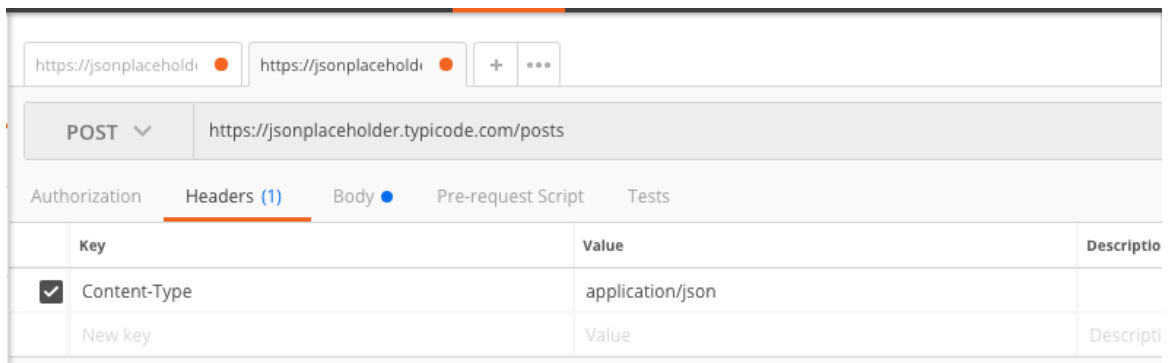 https://jsonplaceholde https://jsonplaceholde + •••
POST https://jsonplaceholder.typicode.com/posts
Authorization Headers (1) Body Pre-request Script Tests
Key Value Descriptio
Content-Type application/json
New key Value Descripti